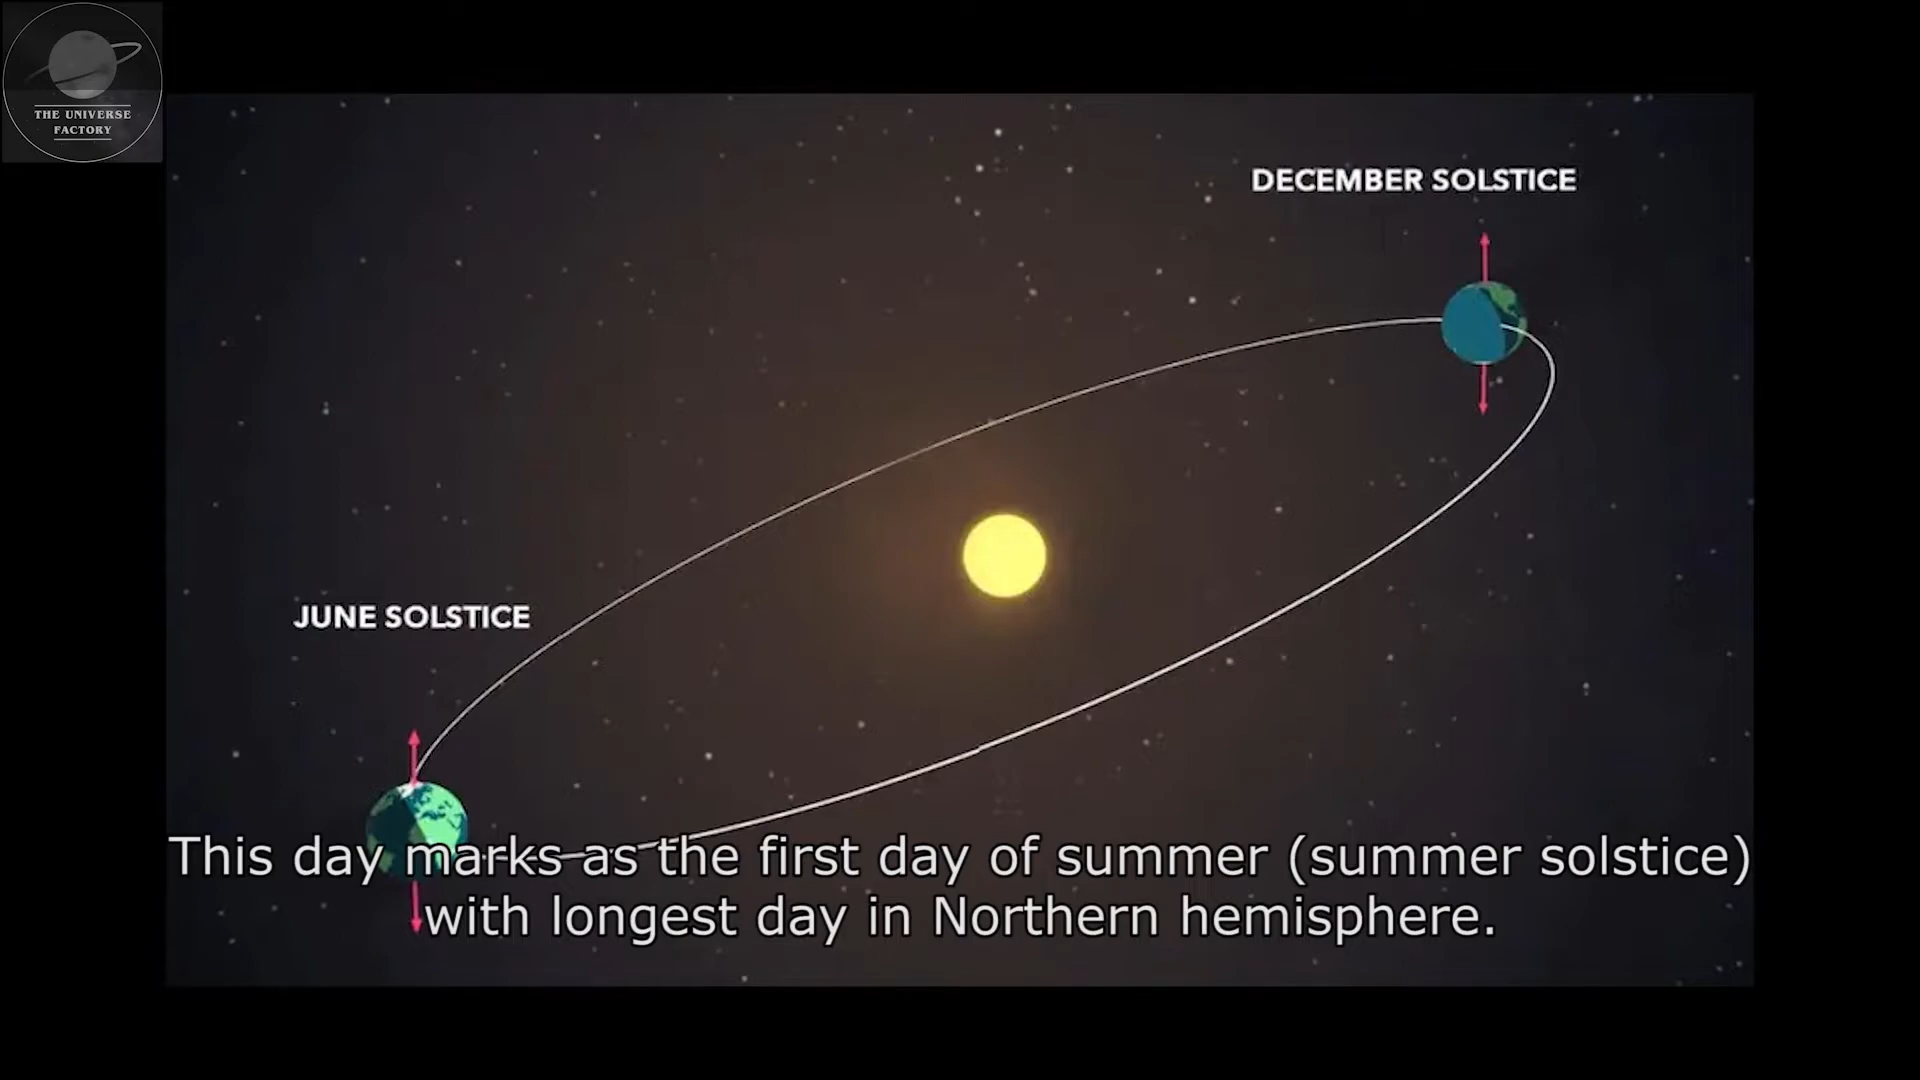 THE UNIVERSE
FACTORY
DECEMBER SOLSTICE
JUNE SOLSTICE
This day marks as the first day of summer (summer solstice)
with longest day in Northern hemisphere.